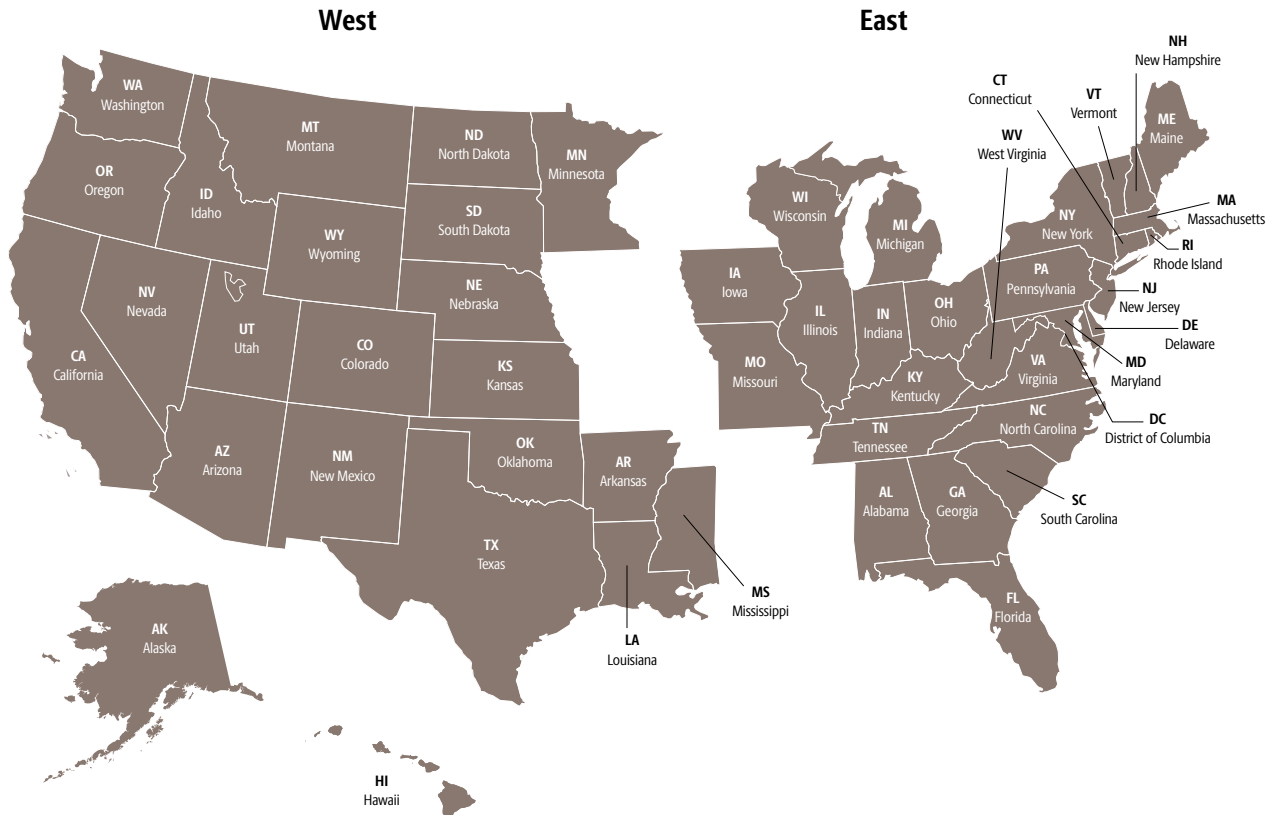 West
East
WA
Washington
OR
Oregon
ID
Idaho
MT
Montana
ND
North Dakota
MN
Minnesota
SD
South Dakota
WY
Wyoming
NE
Nebraska
NV
Nevada
UT
Utah
CO
Colorado
KS
Kansas
CA
California
AZ
Arizona
NM
New Mexico
OK
Oklahoma
AR
Arkansas
TX
Texas
MS
Mississippi
LA
Louisiana
AK
Alaska
HI
Hawaii
NH
New Hampshire
CT
Connecticut
VT
Vermont
WV
West Virginia
ME
Maine
WI
Wisconsin
MI
Michigan
NY
New York
MA
Massachusetts
RI
Rhode Island
IA
Iowa
PA
Pennsylvania
NJ
New Jersey
IL
Illinois
IN
Indiana
OH
Ohio
DE
Delaware
MO
Missouri
KY
Kentucky
VA
Virginia
MD
Maryland
TN
Tennessee
NC
North Carolina
DC
District of Columbia
AL
Alabama
GA
Georgia
SC
South Carolina
FL
Florida